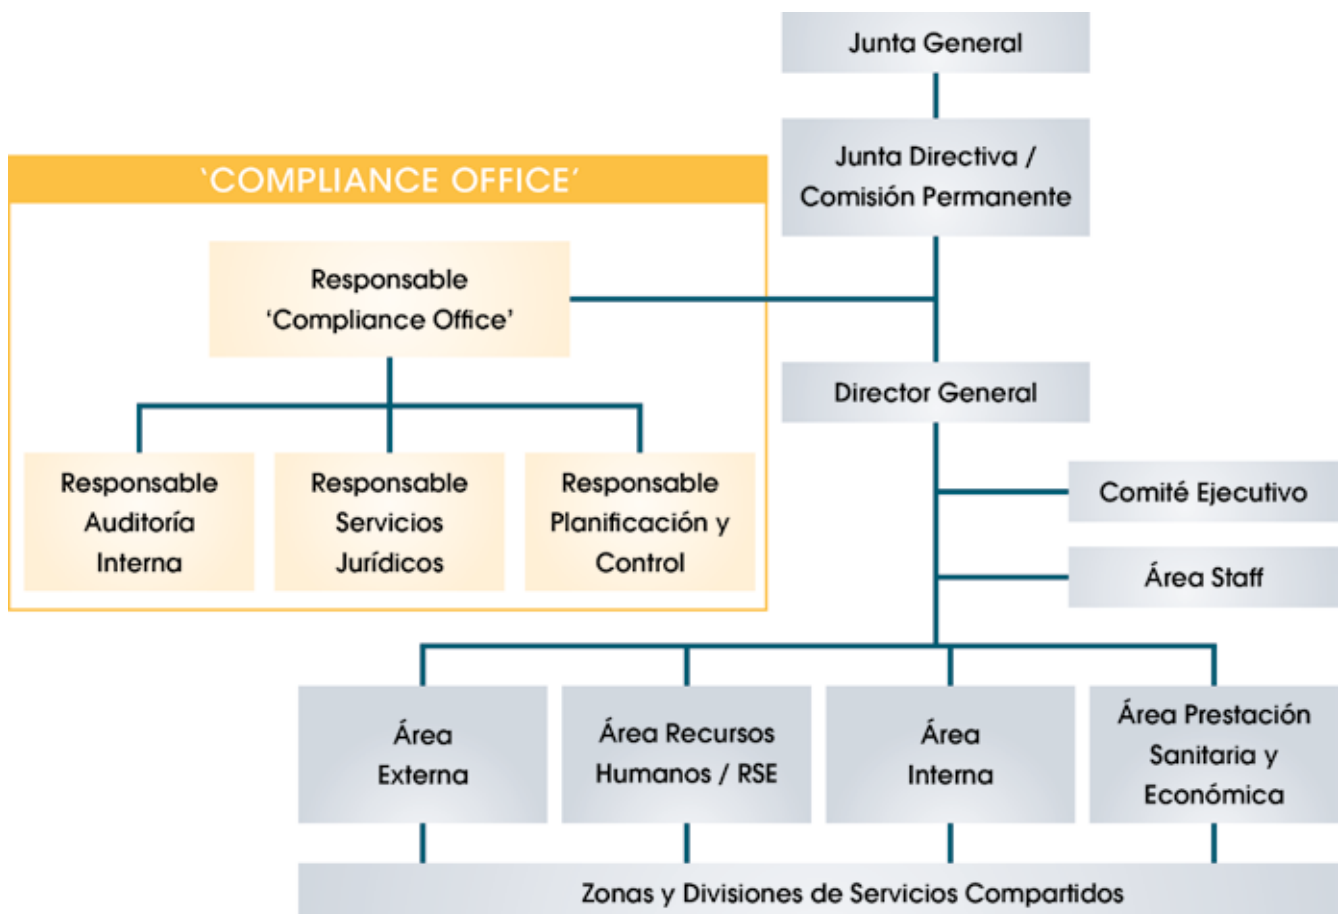 Junta General
Junta Directiva /
Comisión Permanente
‘COMPLIANCE OFFICE’
Responsable
‘Compliance Office’
Director General
Responsable
Auditoría
Interna
Responsable
Servicios
Jurídicos
Responsable
Planificación y
Control
Comité Ejecutivo
Área Staff
Área
Externa
Área Recursos
Humanos / RSE
Área
Interna
Área Prestación
Sanitaria y
Económica
Zonas y Divisiones de Servicios Compartidos